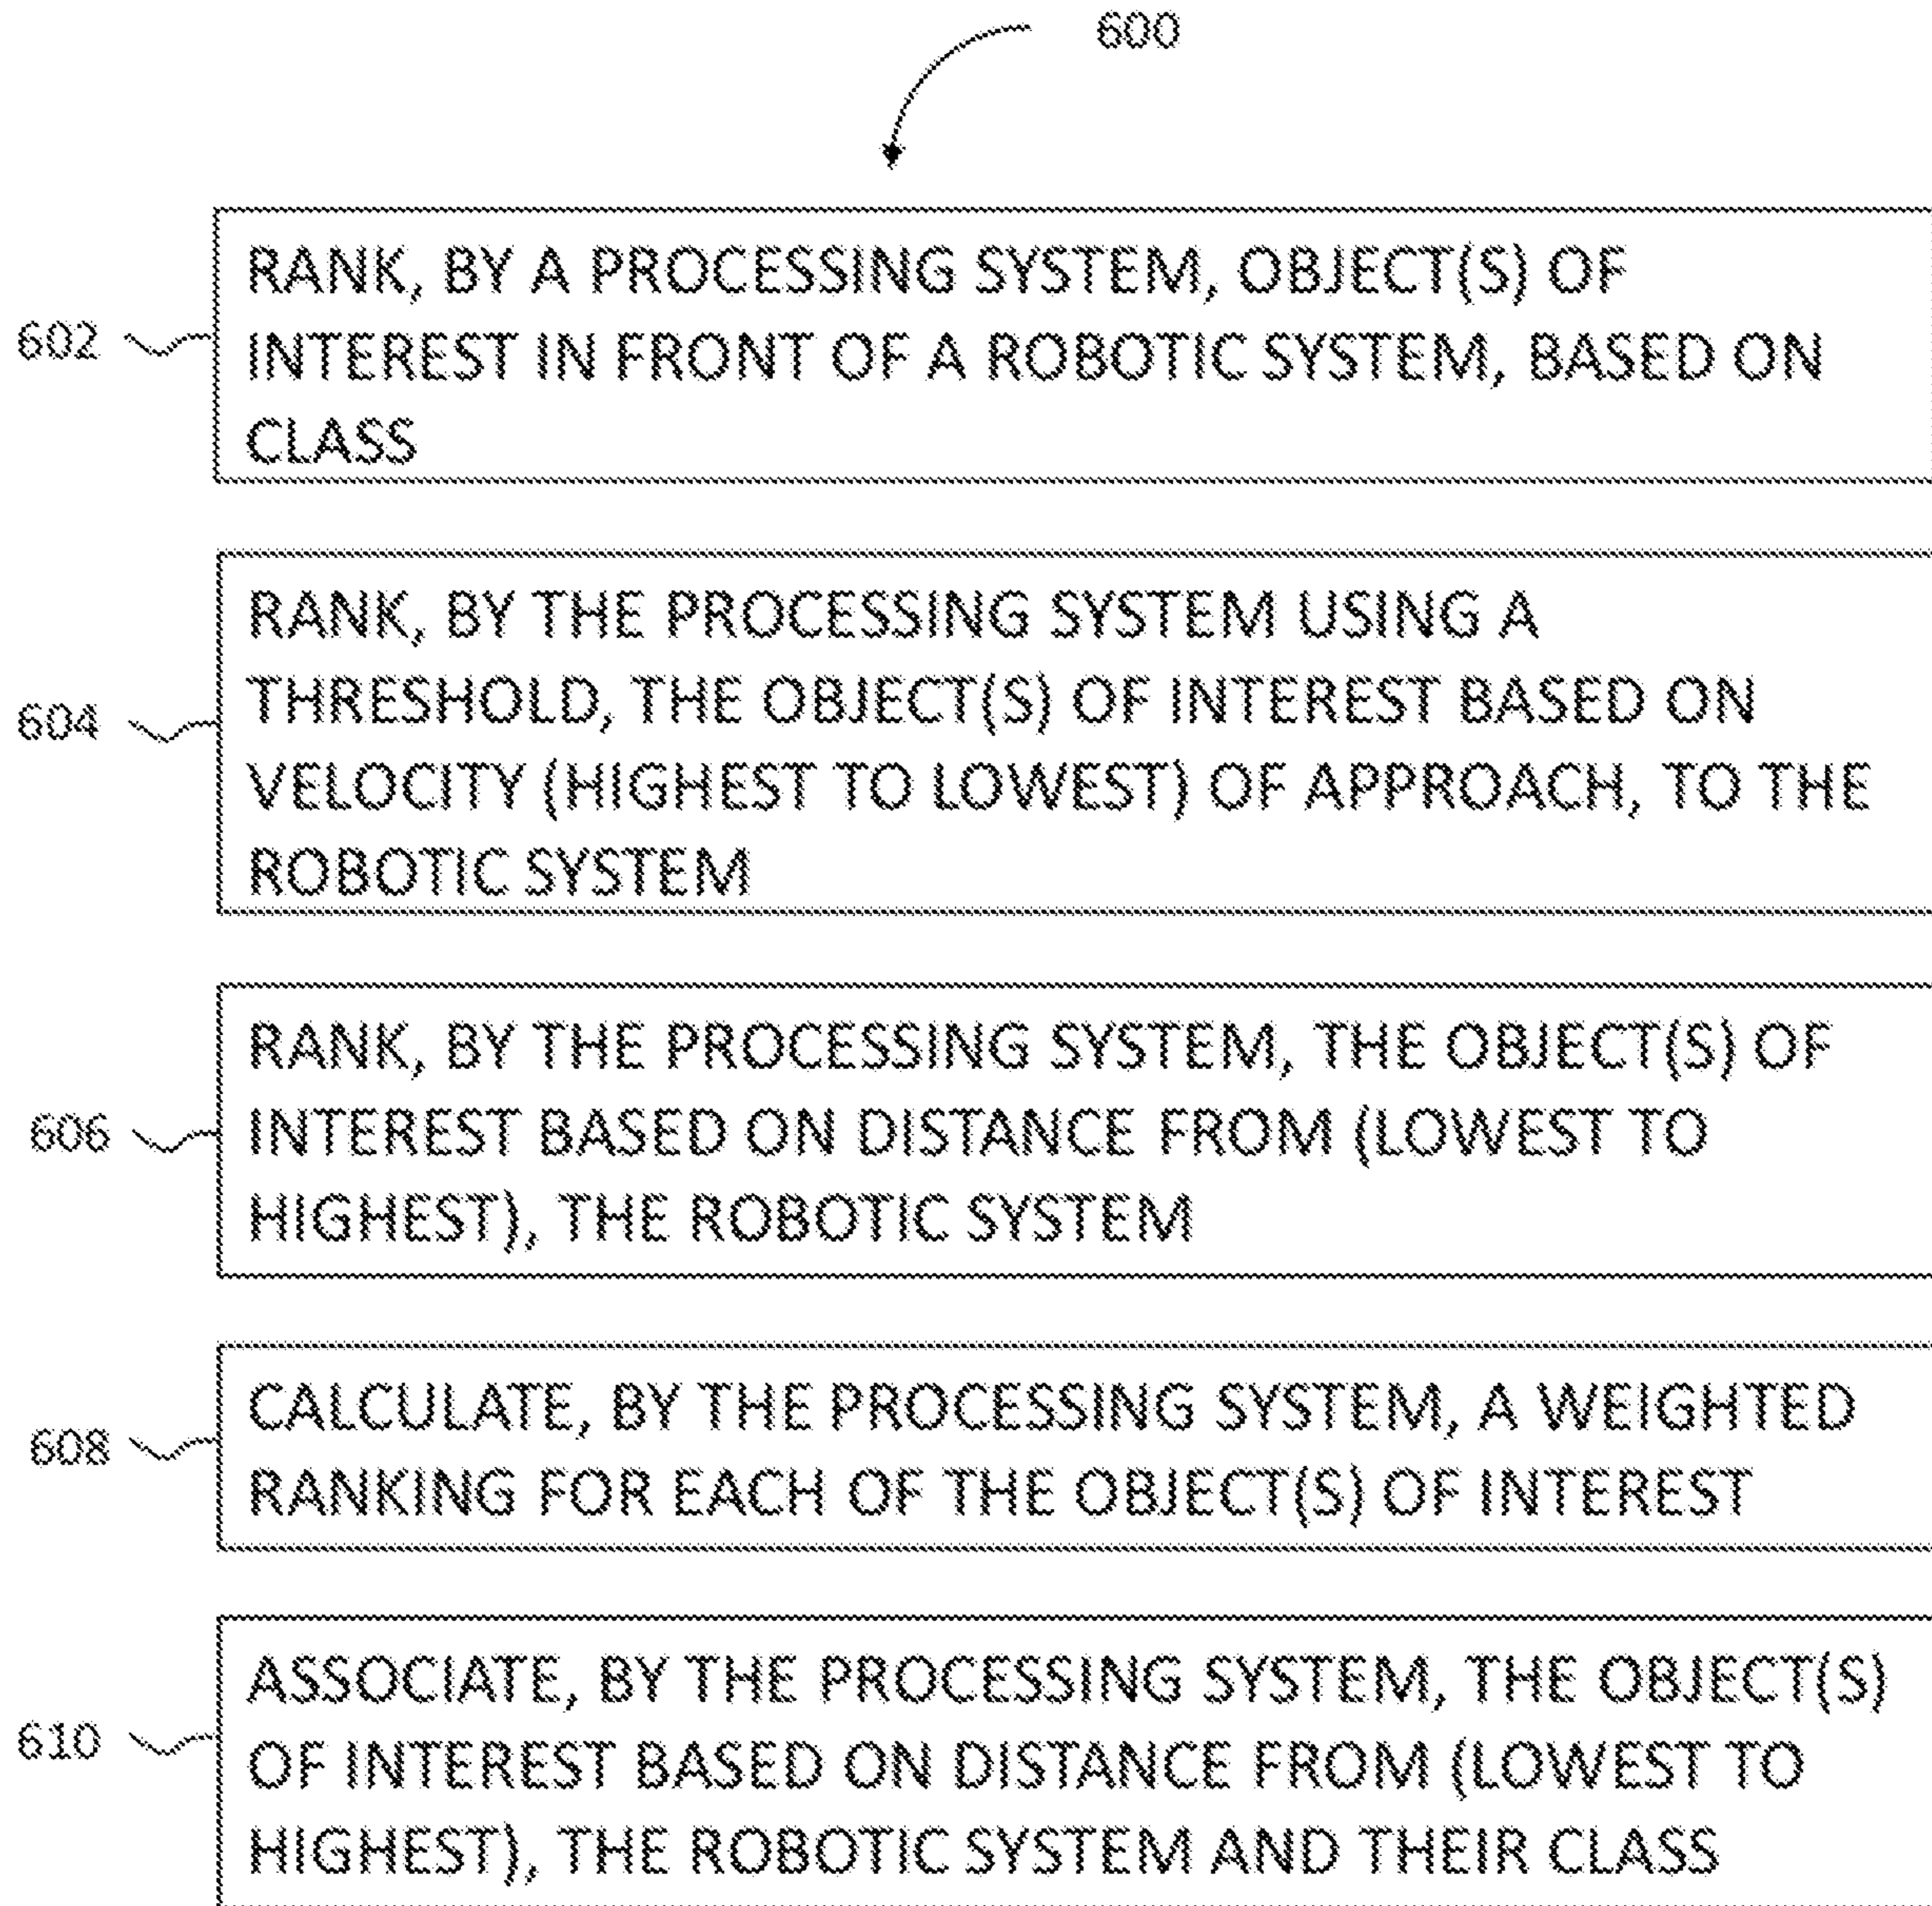 600
602
RANK, BY A PROCESSING SYSTEM, OBJECT(S) OF
INTEREST IN FRONT OF A ROBOTIC SYSTEM, BASED ON
CLASS
604
RANK, BY THE PROCESSING SYSTEM USING A
THRESHOLD, THE OBJECT(S) OF INTEREST BASED ON
VELOCITY (HIGHEST TO LOWEST) OF APPROACH, TO THE
ROBOTIC SYSTEM
606
RANK, BY THE PROCESSING SYSTEM, THE OBJECT(S) OF
INTEREST BASED ON DISTANCE FROM (LOWEST TO
HIGHEST), THE ROBOTIC SYSTEM
608
CALCULATE, BY THE PROCESSING SYSTEM, A WEIGHTED
RANKING FOR EACH OF THE OBJECT(S) OF INTEREST
610
ASSOCIATE, BY THE PROCESSING SYSTEM, THE OBJECT(S)
OF INTEREST BASED ON DISTANCE FROM (LOWEST TO
HIGHEST), THE ROBOTIC SYSTEM AND THEIR CLASS